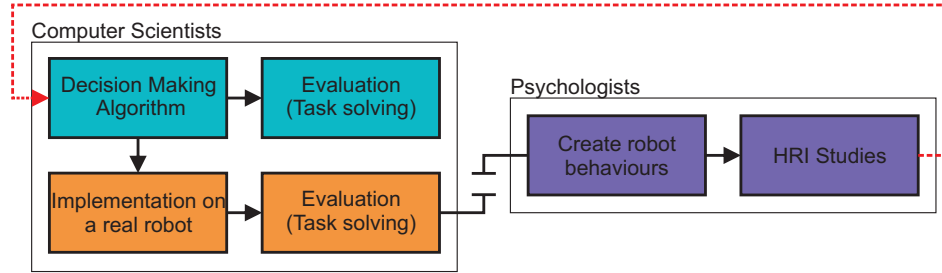 Computer Scientists
Decision Making
Algorithm
Evaluation
(Task solving)
Implementation on
a real robot
Evaluation
(Task solving)
Psychologists
Create robot
behaviours
HRI Studies